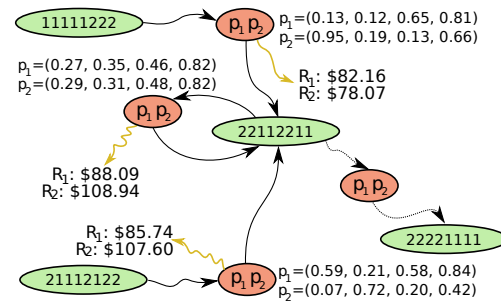 11111222
p1 p2
p1=(0.13, 0.12, 0.65, 0.81)
p2=(0.95, 0.19, 0.13, 0.66)
R1: $82.16
R2: $78.07
p1=(0.27, 0.35, 0.46, 0.82)
p2=(0.29, 0.31, 0.48, 0.82)
p1 p2
22112211
R1: $88.09
R2: $108.94
p1 p2
22221111
R1: $85.74
R2: $107.60
21112122
p1 p2
p1=(0.59, 0.21, 0.58, 0.84)
p2=(0.07, 0.72, 0.20, 0.42)